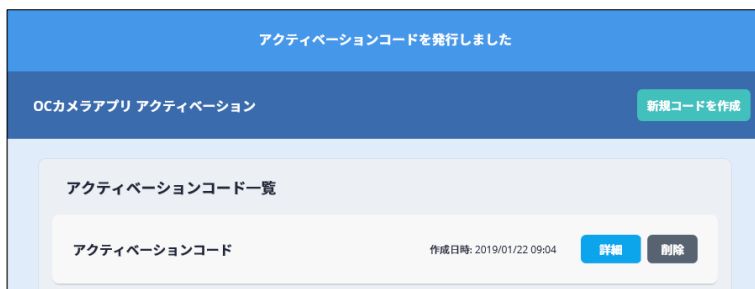 アクティベーションコードを発行しました
OCカメラアプリ アクティベーション
新規コードを作成
アクティベーションコード一覧
アクティベーションコード
作成日時: 2019/01/22 09:04
詳細
削除